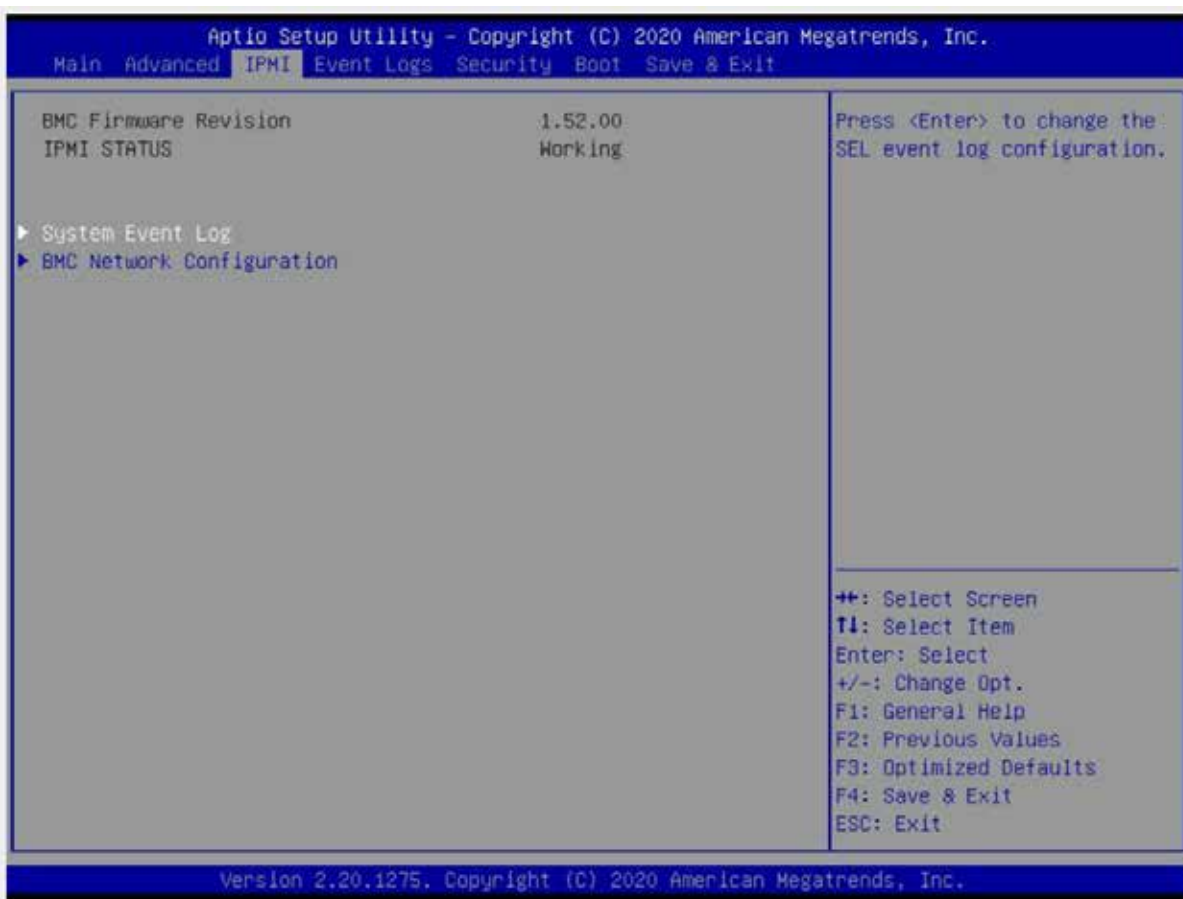 Aptio Setup Utility - Copyright (C) 2020 American Megatrends, Inc.
Main Advanced IPMI Event Logs Security Boot Save & Exit
BMC Firmware Revision 1.52.00
IPMI STATUS Working
System Event Log
BMC Network Configuration
Press <Enter> to change the
SEL event log configuration.
→←: Select Screen
↑↓: Select Item
Enter: Select
+/-: Change Opt.
F1: General Help
F2: Previous Values
F3: Optimized Defaults
F4: Save & Exit
ESC: Exit
Version 2.20.1275. Copyright (C) 2020 American Megatrends, Inc.